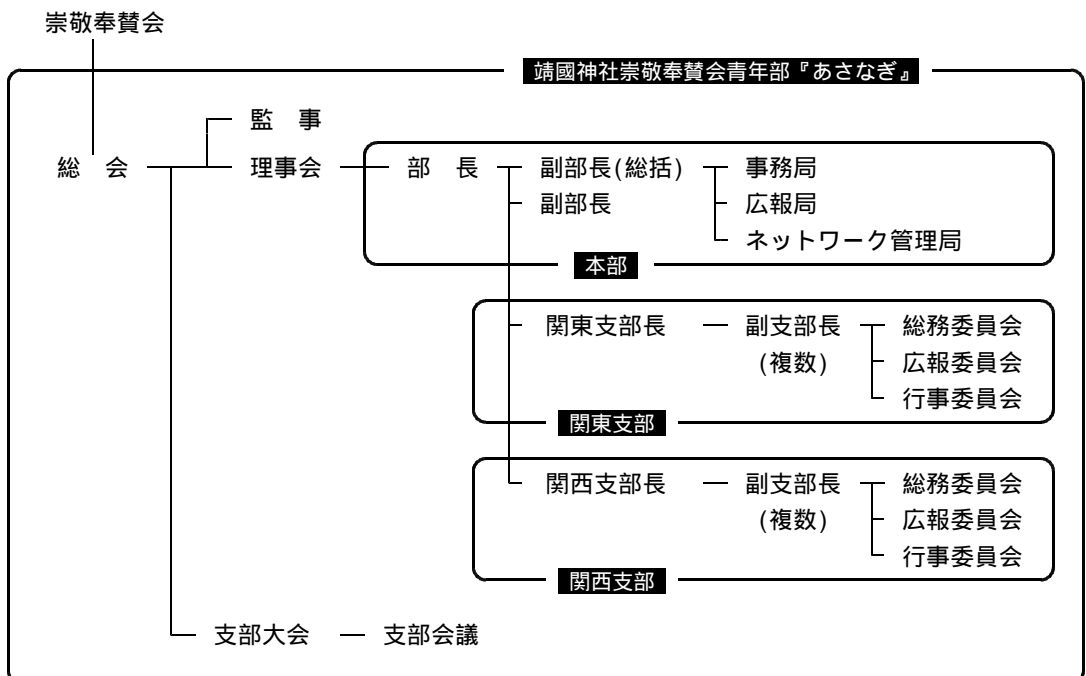 崇敬奉賛会
靖國神社崇敬奉賛会青年部『あさなぎ』
監　事
総　会 理事会 部　長 副部長(総括) 事務局
副部長 広報局
ネットワーク管理局
本部
関東支部長 副支部長 総務委員会
(複数) 広報委員会
行事委員会
関東支部
関西支部長 副支部長 総務委員会
(複数) 広報委員会
行事委員会
関西支部
支部大会 支部会議